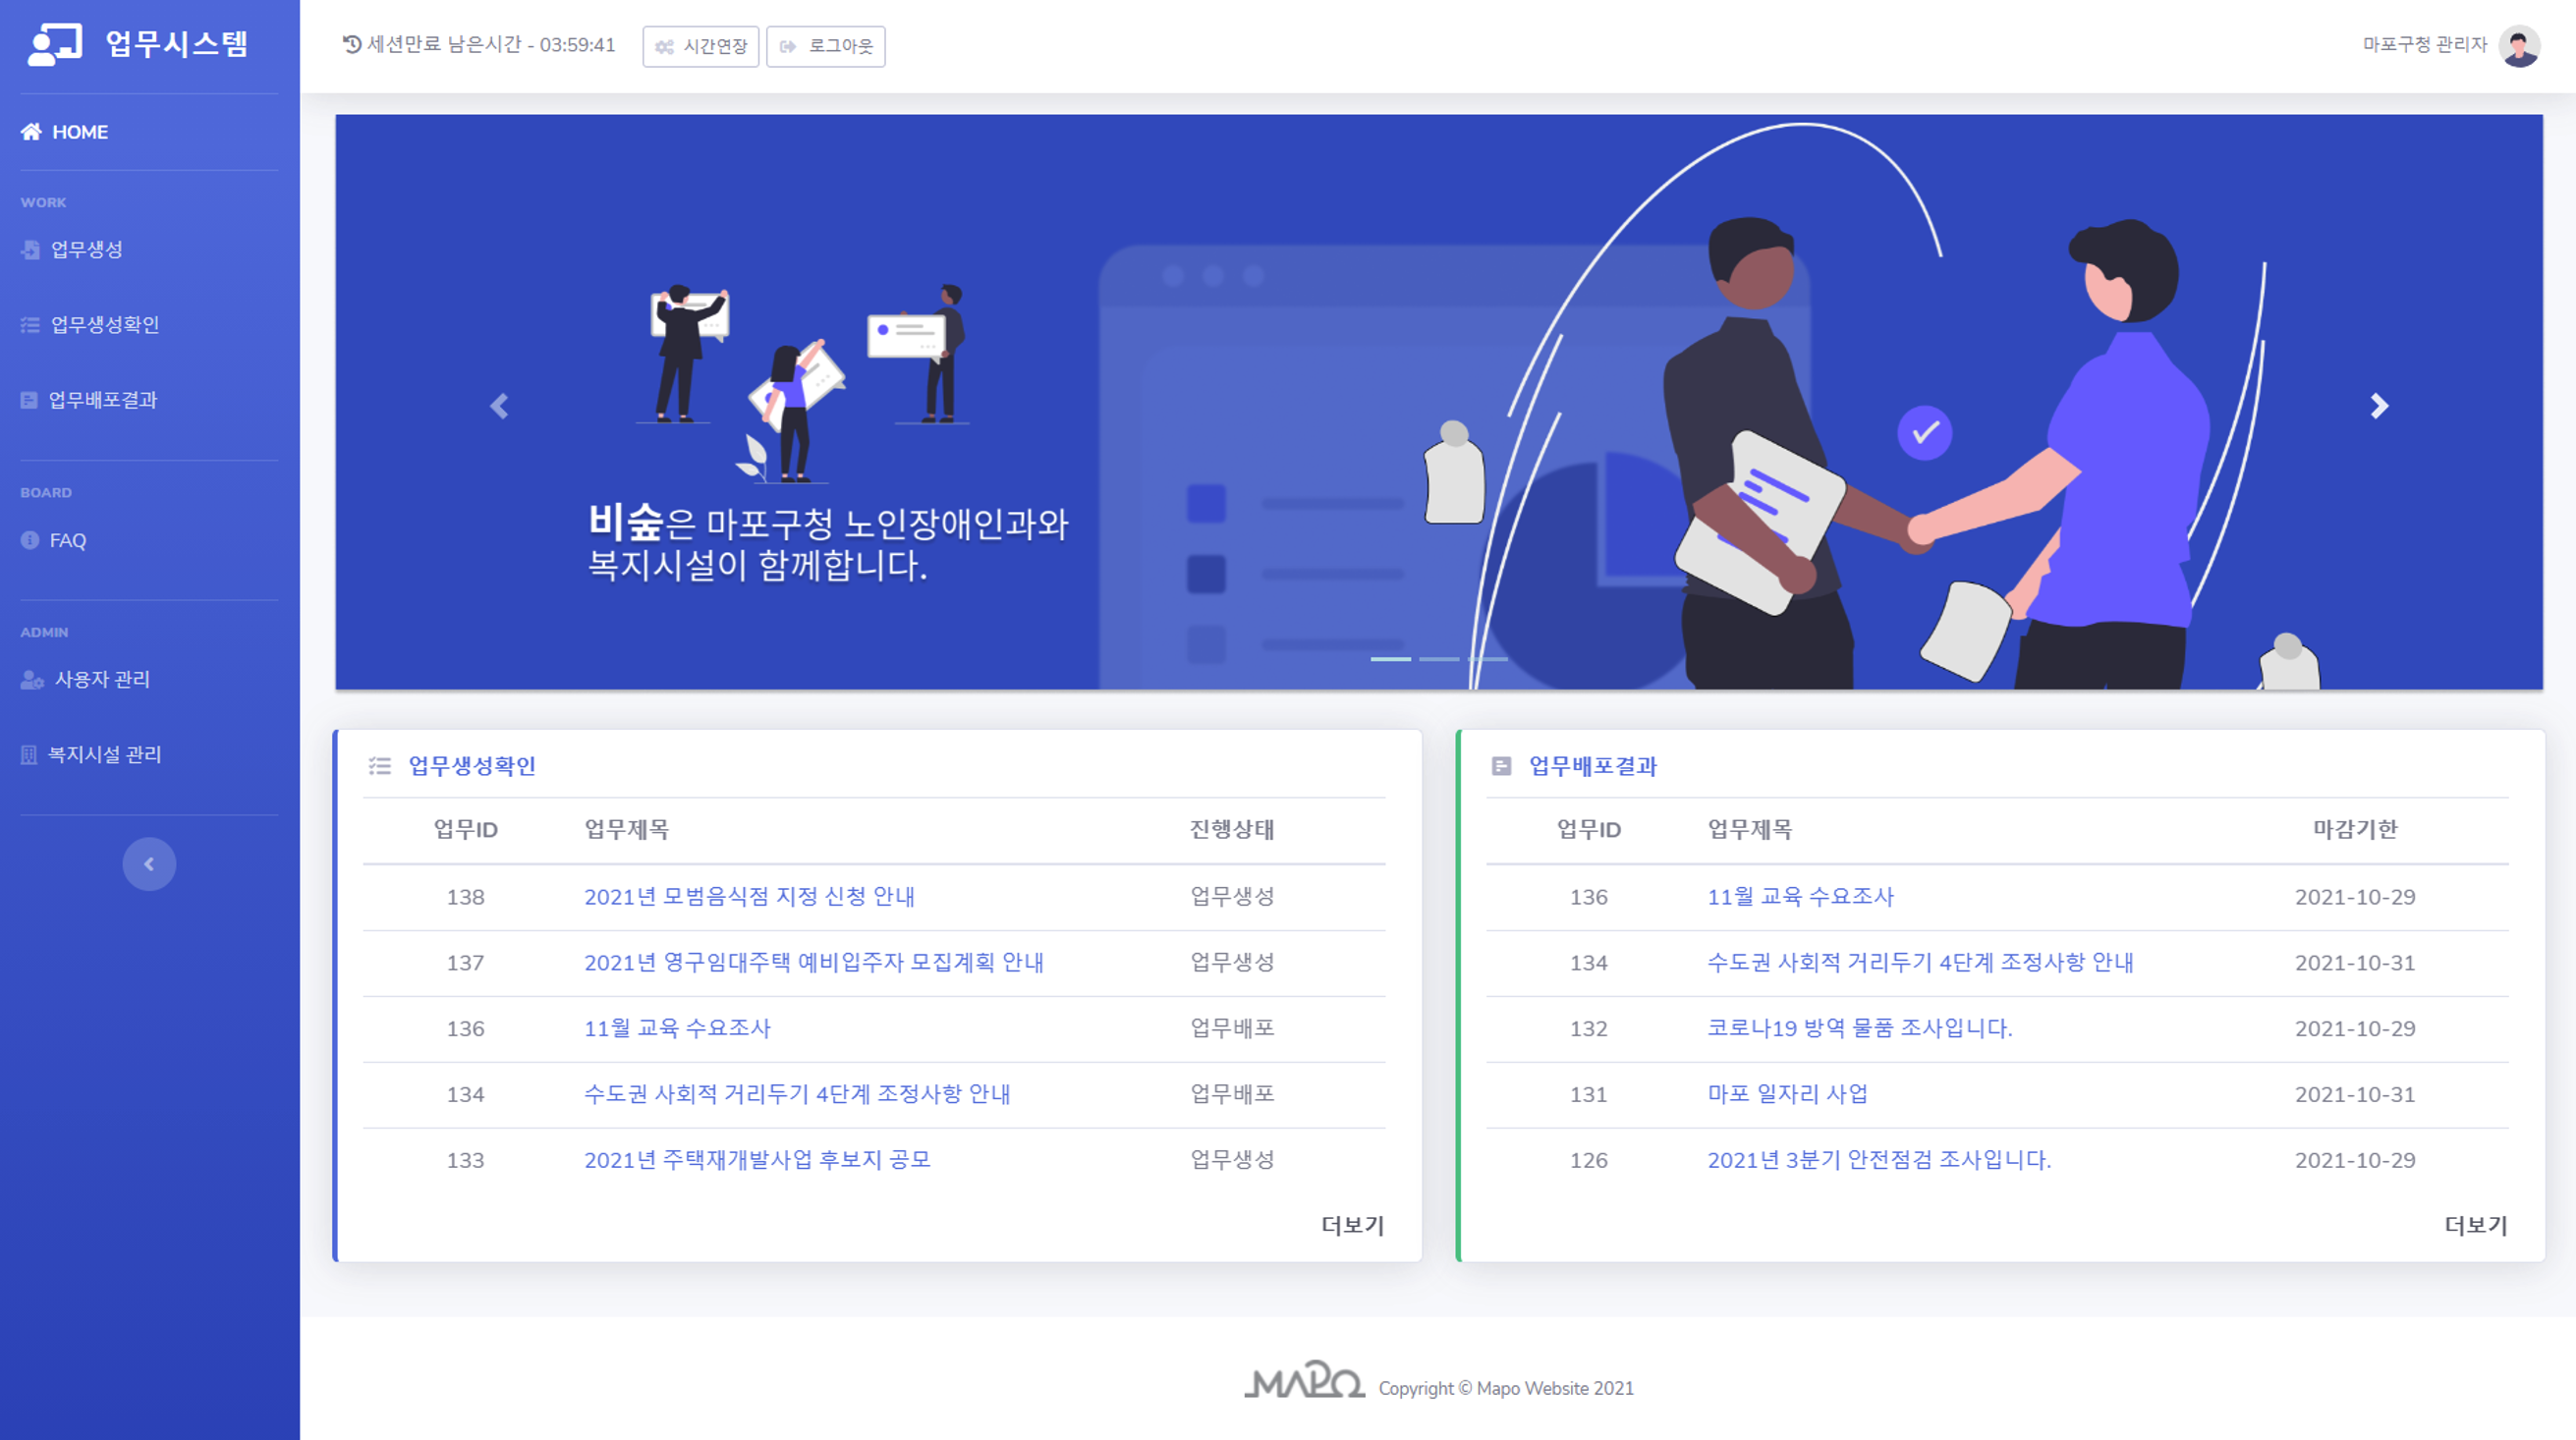 업무시스템
세션만료 남은시간 - 03:59:41
시간연장
로그아웃
마포구청 관리자
HOME
WORK
업무생성
업무생성확인
업무배포결과
BOARD
FAQ
ADMIN
사용자 관리
복지시설 관리
비숲은 마포구청 노인장애인과와
복지시설이 함께합니다.
업무생성확인
업무ID 업무제목 진행상태
138 2021년 모범음식점 지정 신청 안내 업무생성
137 2021년 영구임대주택 예비입주자 모집계획 안내 업무생성
136 11월 교육 수요조사 업무배포
134 수도권 사회적 거리두기 4단계 조정사항 안내 업무배포
133 2021년 주택재개발사업 후보지 공모 업무생성
더보기
업무배포결과
업무ID 업무제목 마감기한
136 11월 교육 수요조사 2021-10-29
134 수도권 사회적 거리두기 4단계 조정사항 안내 2021-10-31
132 코로나19 방역 물품 조사입니다. 2021-10-29
131 마포 일자리 사업 2021-10-31
126 2021년 3분기 안전점검 조사입니다. 2021-10-29
더보기
MAPO Copyright © Mapo Website 2021